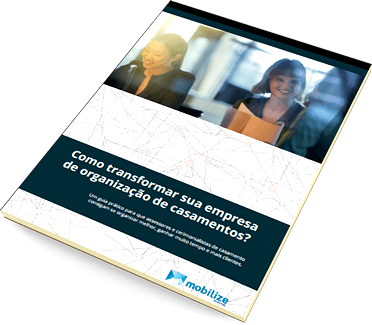 Como transformar sua empresa
de organização de casamentos?
Um guia prático para que assessores e cerimonialistas de casamento
consigam se organizar melhor, ganhar muito tempo e mais clientes.
mobilize